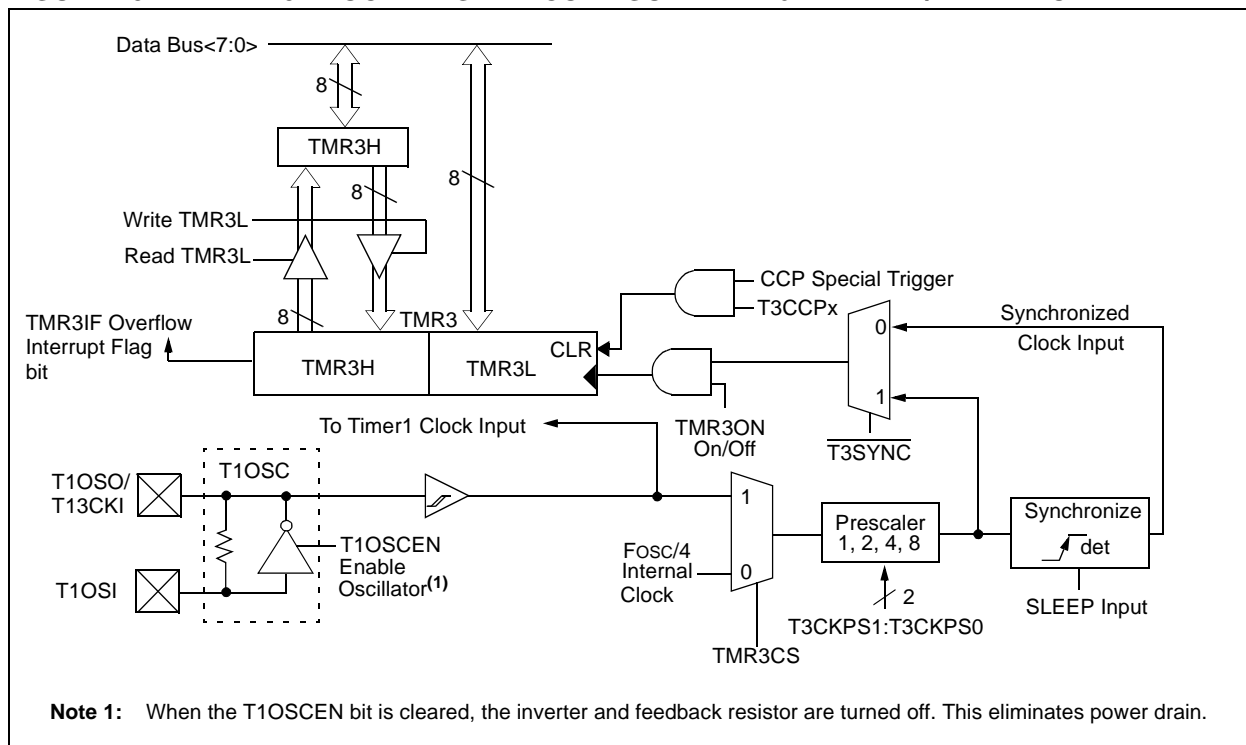 Data Bus<7:0>
8
TMR3H
8
8
Write TMR3L
Read TMR3L
CCP Special Trigger
T3CCPx
8
TMR3
TMR3IF Overflow
Interrupt Flag
bit
CLR
TMR3H
TMR3L
0
1
Synchronized
Clock Input
TMR3ON
On/Off
T3SYNC
To Timer1 Clock Input
T1OSC
T1OSO/
T13CKI
T1OSI
T1OSCEN
Enable
Oscillator(1)
1
0
FOSC/4
Internal
Clock
Prescaler
1, 2, 4, 8
Synchronize
det
2
SLEEP Input
T3CKPS1:T3CKPS0
TMR3CS
Note 1: When the T1OSCEN bit is cleared, the inverter and feedback resistor are turned off. This eliminates power drain.